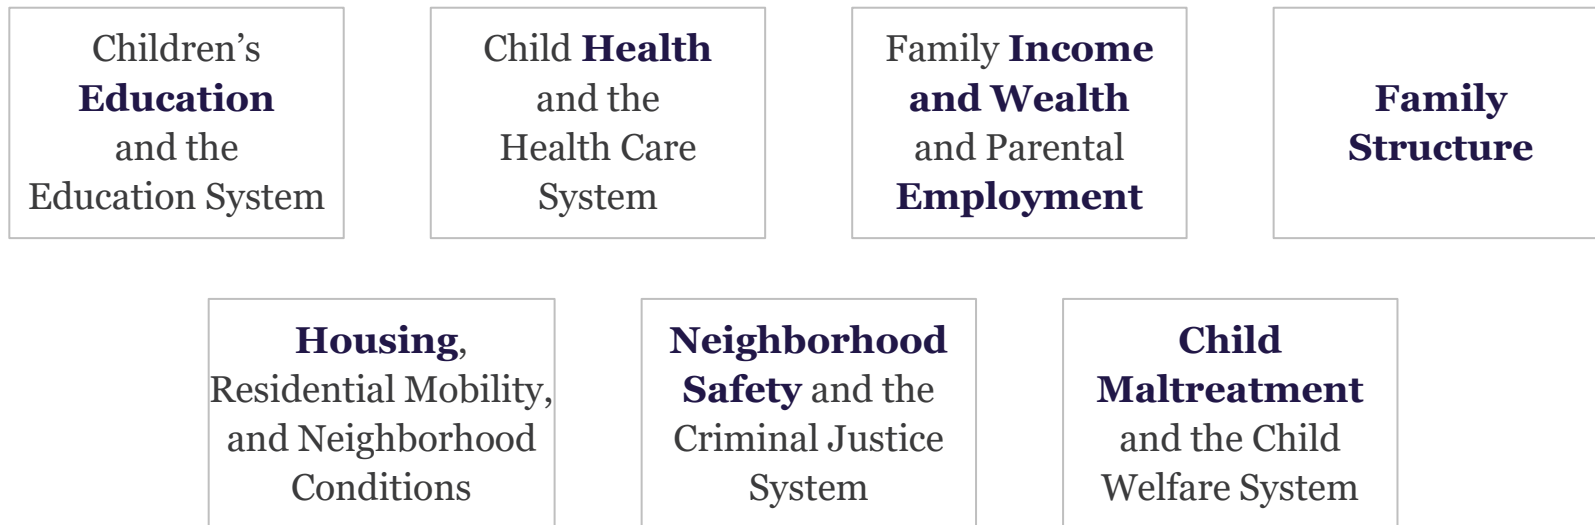 Children’s
Education
and the
Education System
Child Health
and the
Health Care
System
Family Income
and Wealth
and Parental
Employment
Family
Structure
Housing,
Residential Mobility,
and Neighborhood
Conditions
Neighborhood
Safety and the
Criminal Justice
System
Child
Maltreatment
and the Child
Welfare System